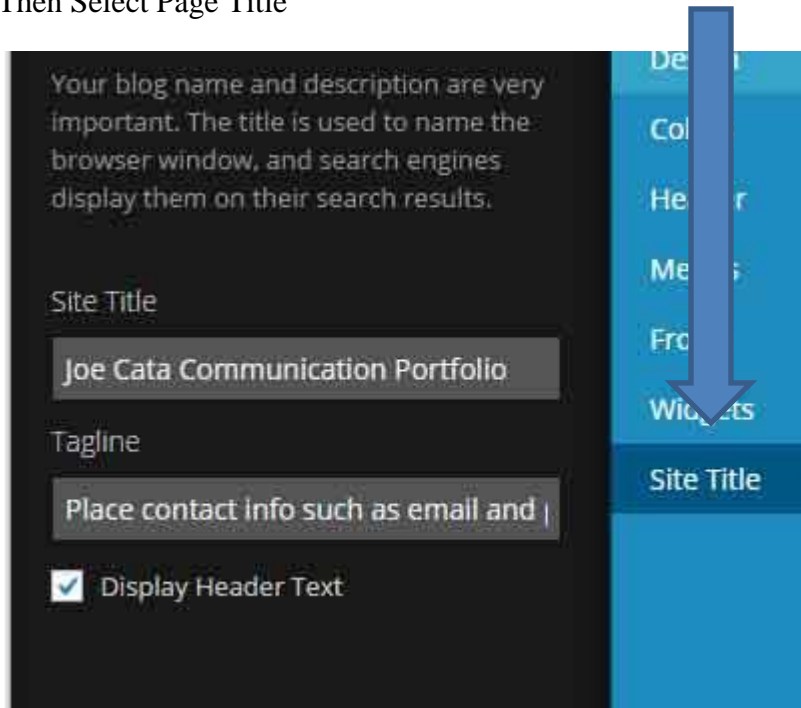 Then Select Page Title
Your blog name and description are very
important. The title is used to name the
browser window, and search engines
display them on their search results.
Site Title
Joe Cata Communication Portfolio
Tagline
Place contact info such as email and
Display Header Text
Widgets
Site Title